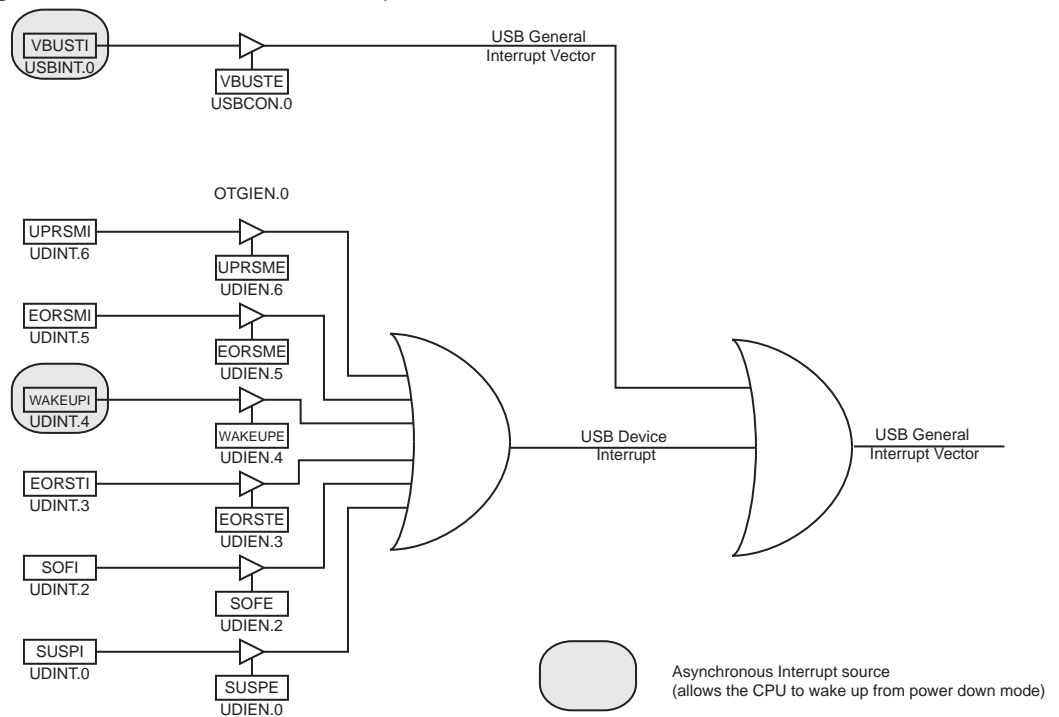 VBUSTI
USBINT.0
VBUSTE
USBCON.0
USB General
Interrupt Vector
OTGIEN.0
UPRSMI
UDINT.6
UPRSME
UDIEN.6
EORSMI
UDINT.5
EORSME
UDIEN.5
WAKEUPI
UDINT.4
WAKEUPE
UDIEN.4
EORSTI
UDINT.3
EORSTE
UDIEN.3
SOFI
UDINT.2
SOFE
UDIEN.2
SUSPI
UDINT.0
SUSPE
UDIEN.0
USB Device
Interrupt
USB General
Interrupt Vector
Asynchronous Interrupt source
(allows the CPU to wake up from power down mode)